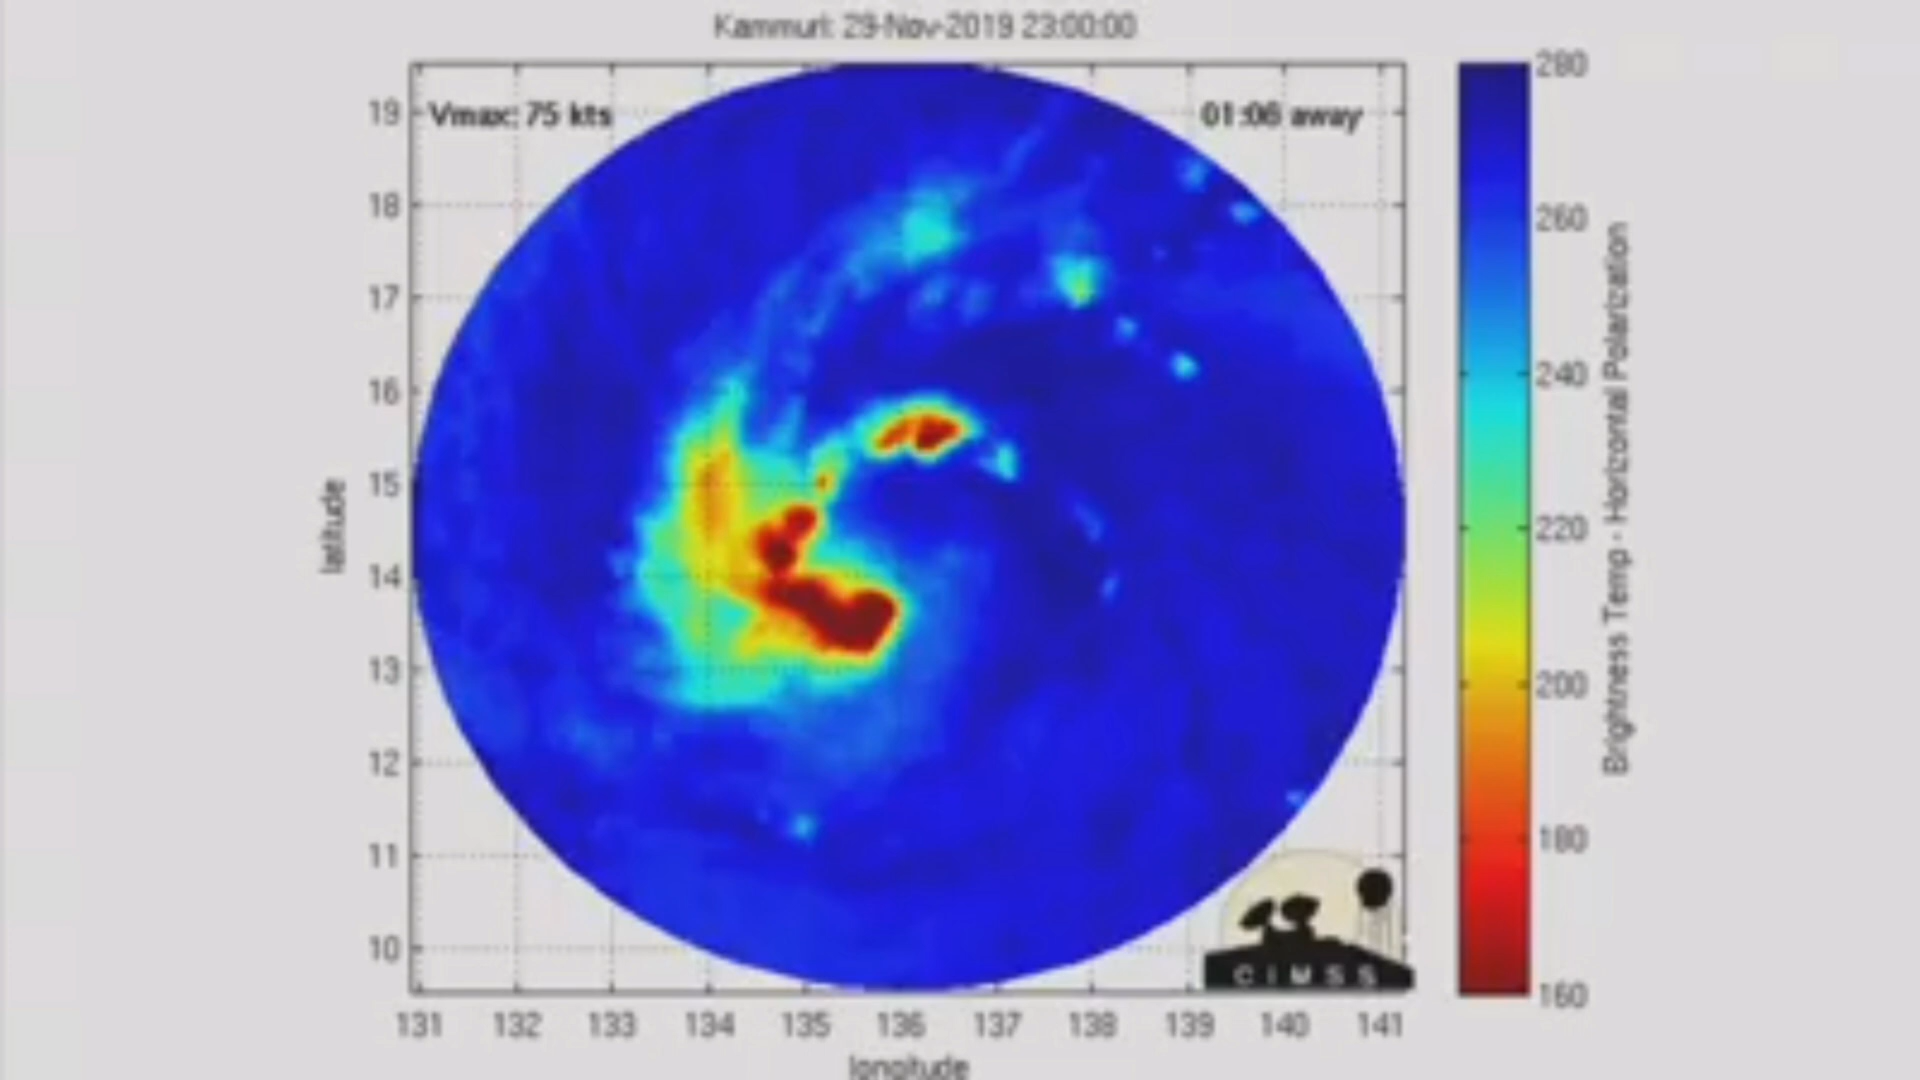 Kammuri: 29-Nov-2019 23:00:00
Vmax: 75 kts
01:06 away
19
18
17
16
15
14
13
12
11
10
latitude
131 132 133 134 135 136 137 138 139 140 141
longitude
280
260
240
220
200
180
160
Brightness Temp - Horizontal Polarization
CIMSS